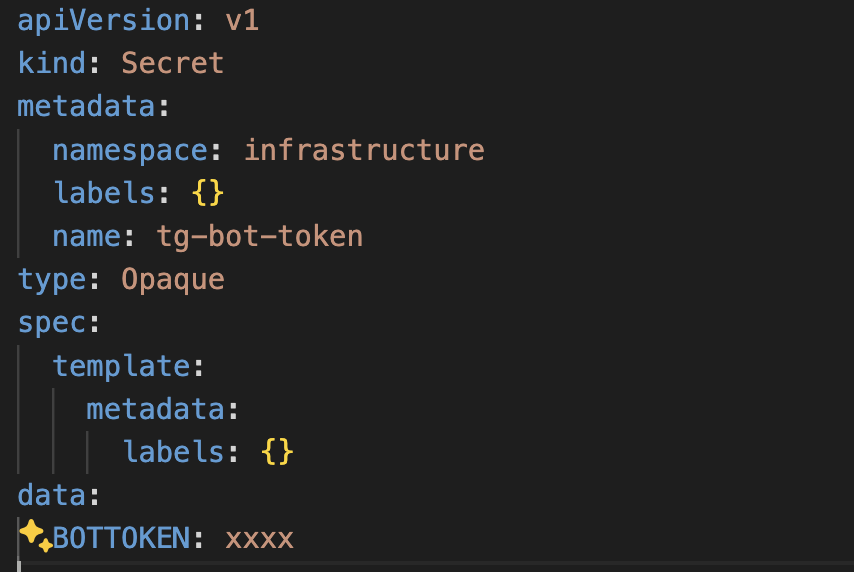 apiVersion: v1
kind: Secret
metadata:
  namespace: infrastructure
  labels: {}
  name: tg-bot-token
type: Opaque
spec:
  template:
    metadata:
      labels: {}
data:
  BOTTOKEN: xxxx